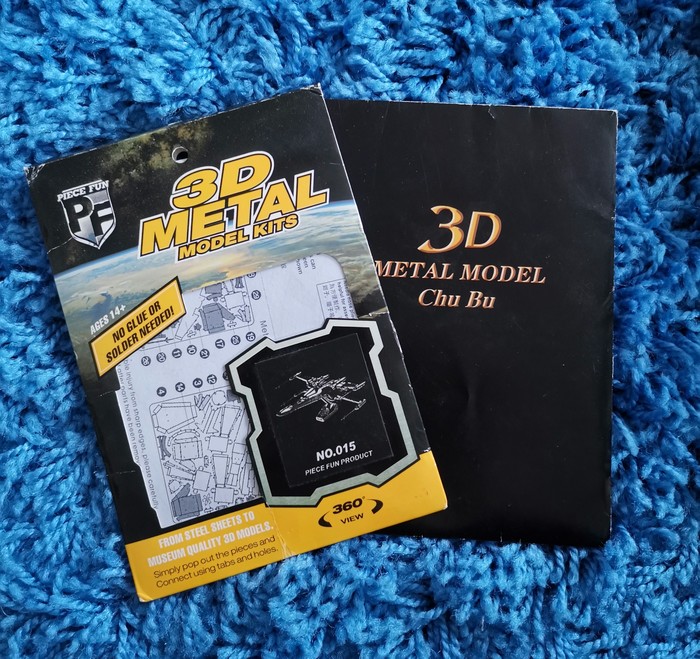 PIECE FUN
PF
3D
METAL
MODEL KITS
AGES 14+
NO GLUE OR
SOLDER NEEDED!
NO.015
PIECE FUN PRODUCT
360°
VIEW
FROM STEEL SHEETS TO
MUSEUM QUALITY 3D MODELS.
Simply pop out the pieces and
Connect using tabs and holes.
3D
METAL MODEL
Chu Bu